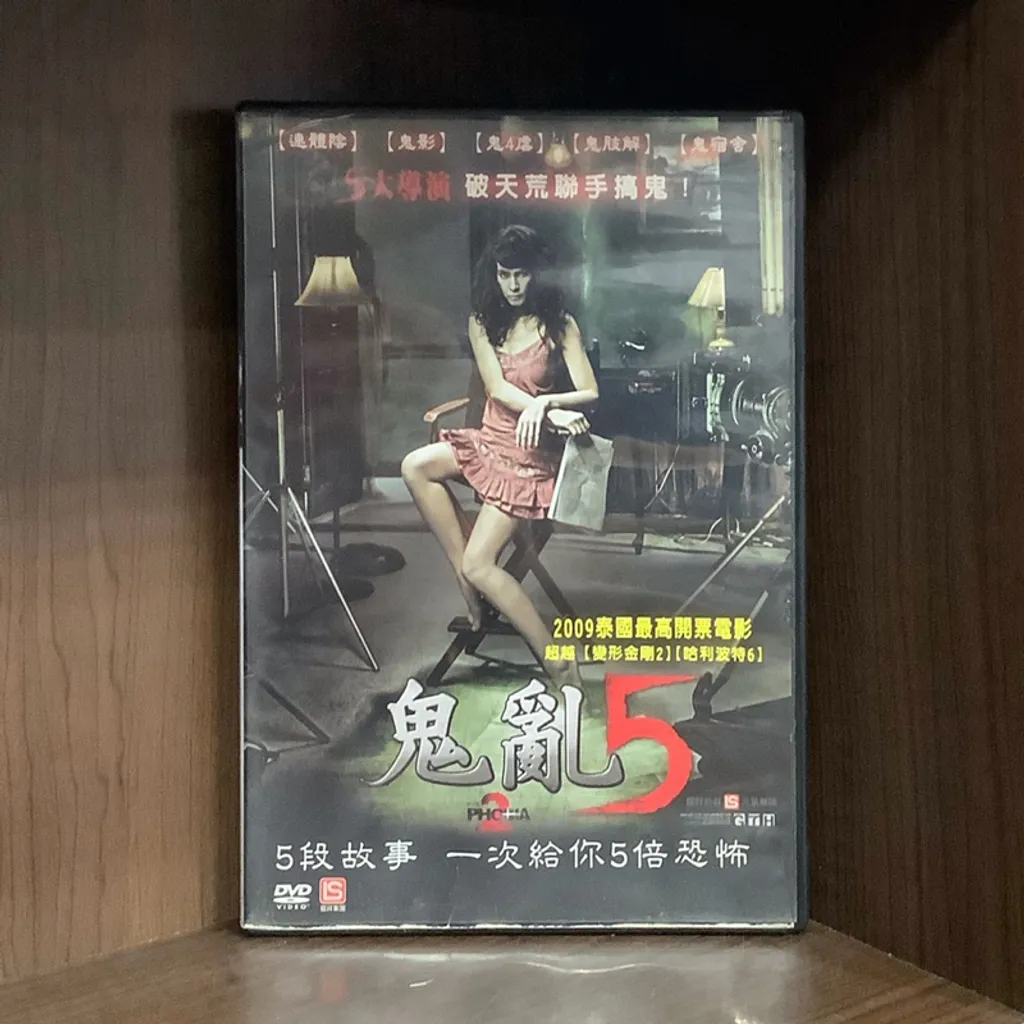 【連體陰】 【鬼影】 【鬼4虐】 【鬼肢解】 【鬼宿舍】
5大導演 破天荒聯手搞鬼！
2009泰國最高開票電影
超越【變形金剛2】【哈利波特6】
鬼亂5
PHOBIA 2
GTH
5段故事 一次給你5倍恐怖
DVD VIDEO
IS